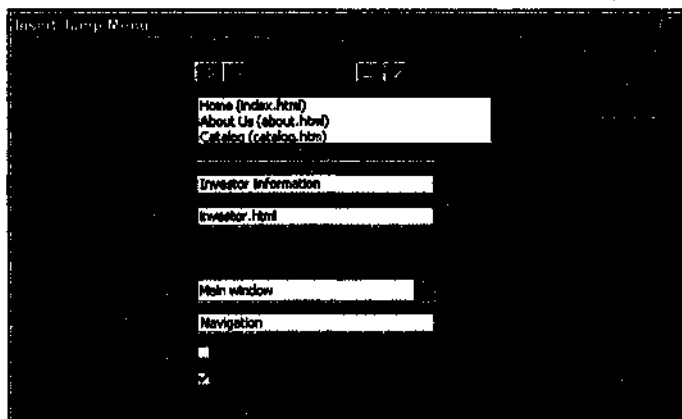 Insert Jump Menu
Home (index.html)
About Us (about.html)
Catalog (catalog.htm)
Investor Information
investor.html
Main window
Navigation